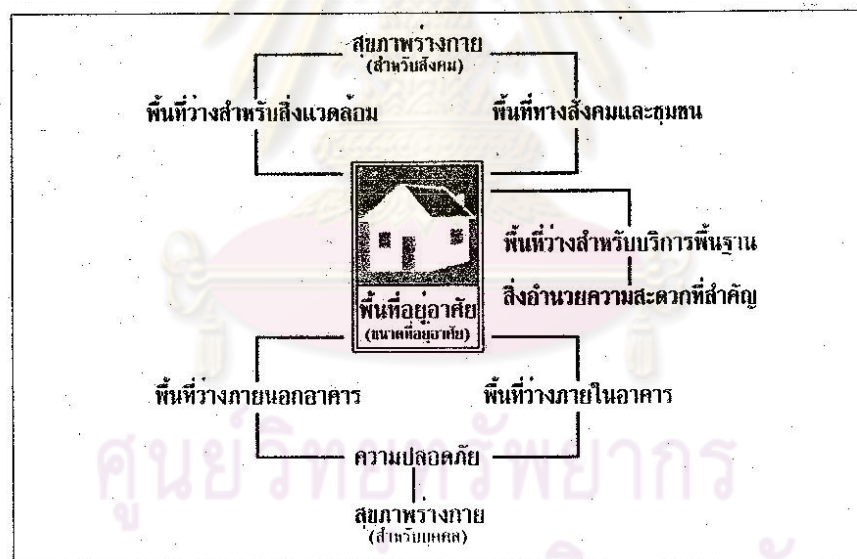 สุขภาพร่างกาย
(สำหรับสังคม)
พื้นที่ว่างสำหรับสิ่งแวดล้อม
พื้นที่ทางสังคมและชุมชน
พื้นที่ว่างสำหรับบริการพื้นฐาน
สิ่งอำนวยความสะดวกที่สำคัญ
พื้นที่อยู่อาศัย
(ขนาดที่อยู่อาศัย)
พื้นที่ว่างภายนอกอาคาร
พื้นที่ว่างภายในอาคาร
ความปลอดภัย
ศูนย์วิทยทรัพยากร
สุขภาพร่างกาย
(สำหรับบุคคล)